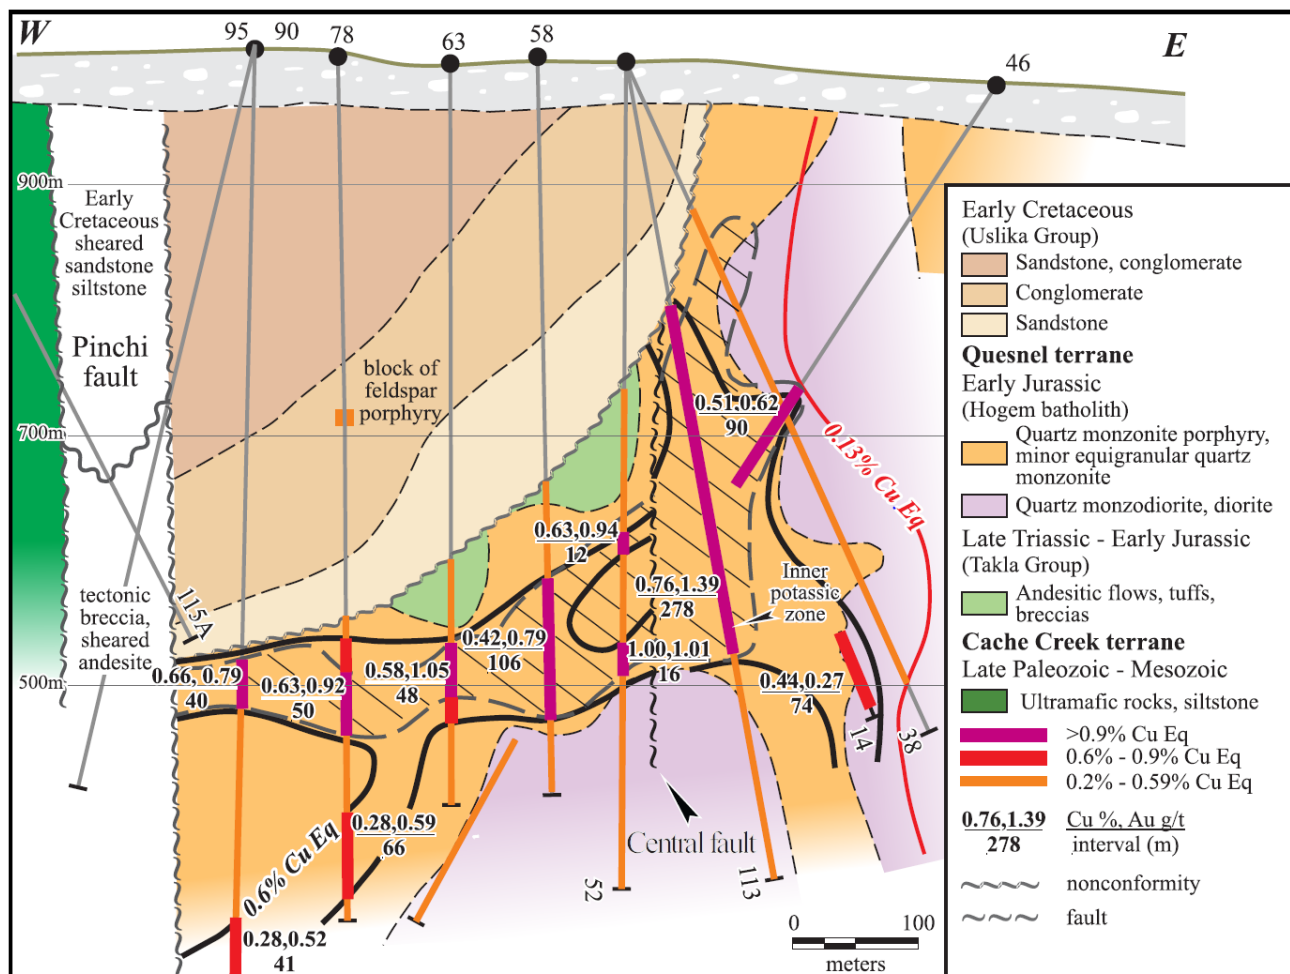 W
95
90
78
63
58
46
E
900m
700m
500m
Early
Cretaceous
sheared
sandstone
siltstone
Pinchi
fault
tectonic
breccia,
sheared
andesite
115A
block of
feldspar
porphyry
0.51,0.62
90
0.13% Cu Eq
0.63,0.94
12
0.76,1.39
278
Inner
potassic
zone
0.42,0.79
106
1.00,1.01
16
0.58,1.05
48
0.66, 0.79
40
0.63,0.92
50
0.44,0.27
74
14
38
0.28,0.59
66
0.6% Cu Eq
0.28,0.52
41
Central fault
52
113
0
100
meters
Early Cretaceous
(Uslika Group)
Sandstone, conglomerate
Conglomerate
Sandstone
Quesnel terrane
Early Jurassic
(Hogem batholith)
Quartz monzonite porphyry,
minor equigranular quartz
monzonite
Quartz monzodiorite, diorite
Late Triassic - Early Jurassic
(Takla Group)
Andesitic flows, tuffs,
breccias
Cache Creek terrane
Late Paleozoic - Mesozoic
Ultramafic rocks, siltstone
>0.9% Cu Eq
0.6% - 0.9% Cu Eq
0.2% - 0.59% Cu Eq
0.76,1.39
278
Cu %, Au g/t
interval (m)
nonconformity
fault